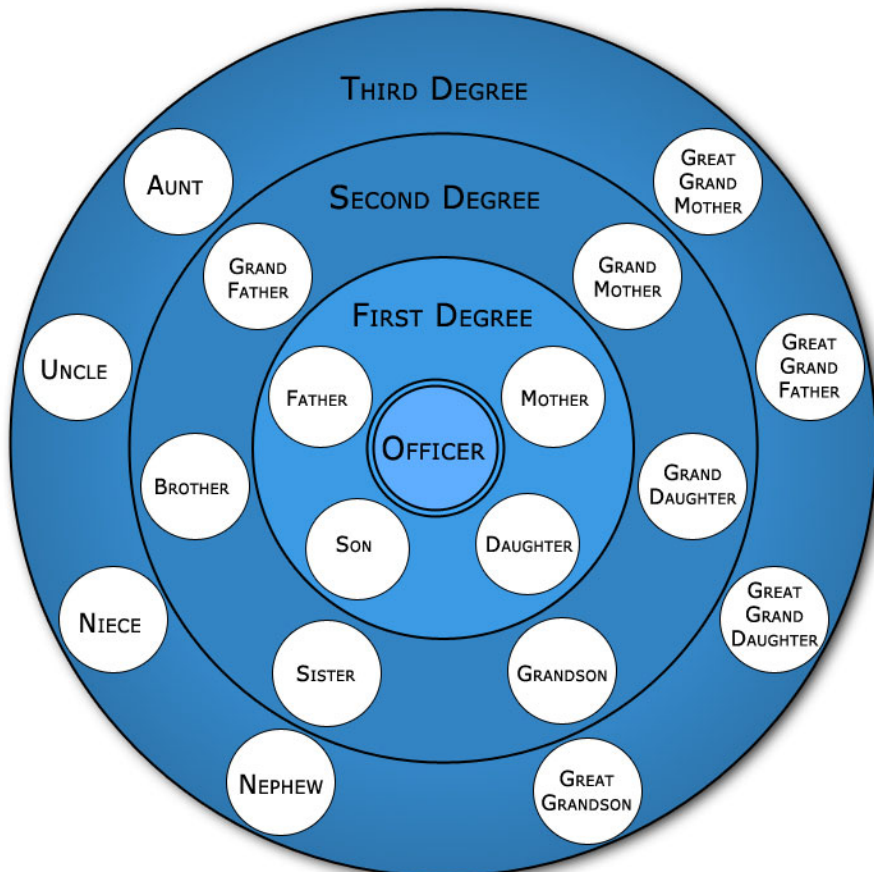 Third Degree
Aunt
Great
Grand
Mother
Second Degree
Grand
Father
Grand
Mother
First Degree
Uncle
Great
Grand
Father
Father
Mother
Officer
Brother
Grand
Daughter
Son
Daughter
Niece
Great
Grand
Daughter
Sister
Grandson
Nephew
Great
Grandson